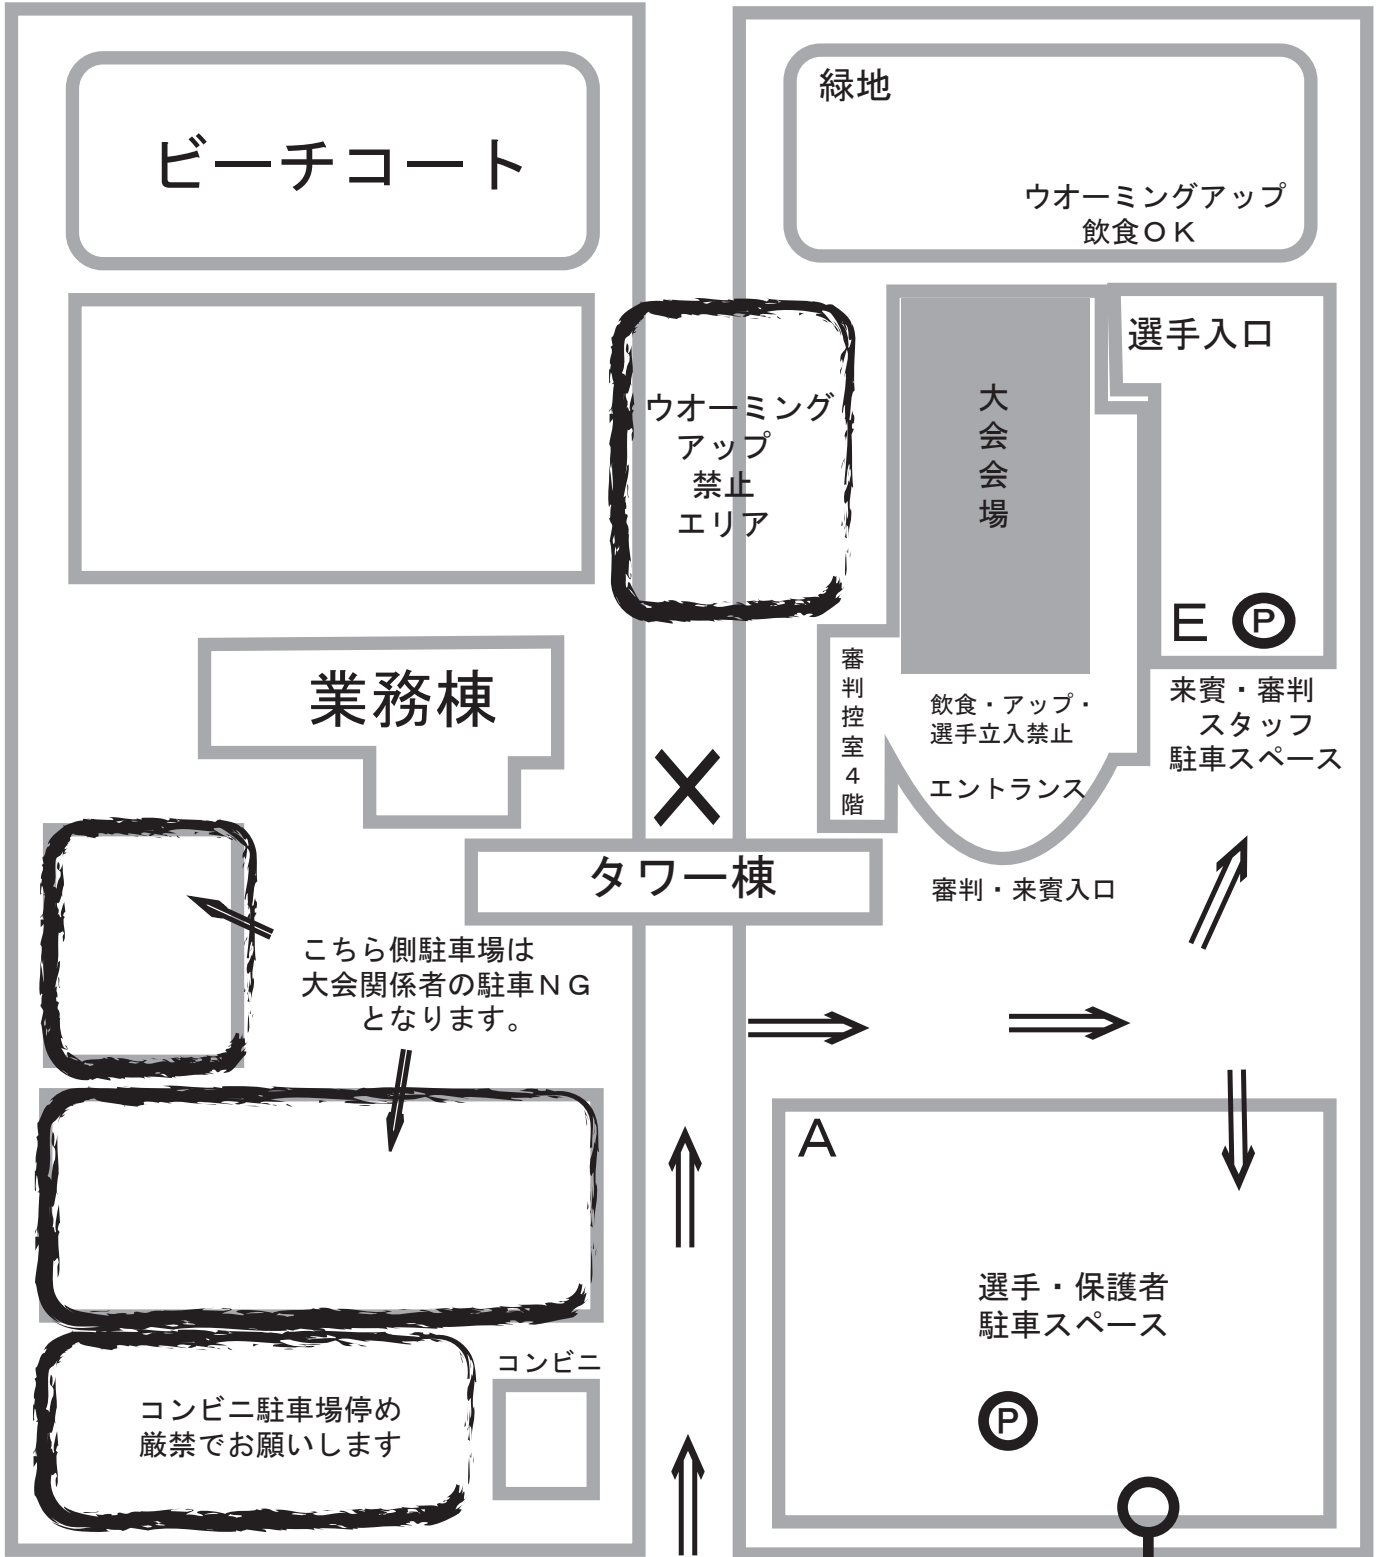 緑地
ビーチコート
ウオーミングアップ
飲食ＯＫ
選手入口
ウオーミング
アップ
禁止
エリア
大会会場
E
P
業務棟
審判控室４階
飲食・アップ・
選手立入禁止
来賓・審判
スタッフ
駐車スペース
エントランス
タワー棟
審判・来賓入口
こちら側駐車場は
大会関係者の駐車ＮＧ
となります。
A
選手・保護者
駐車スペース
P
コンビニ
コンビニ駐車場停め
厳禁でお願いします